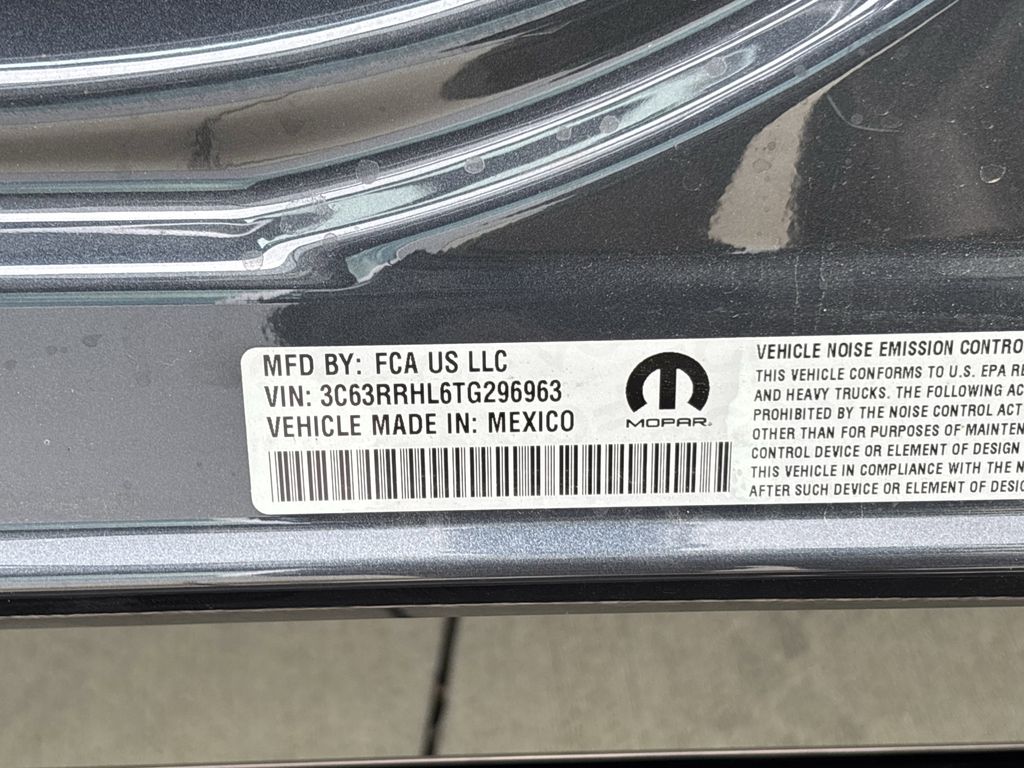 MFD BY: FCA US LLC
VIN: 3C63RRHL6TG296963
VEHICLE MADE IN: MEXICO
MOPAR®
VEHICLE NOISE EMISSION CONTRO
THIS VEHICLE CONFORMS TO U.S. EPA RE
AND HEAVY TRUCKS. THE FOLLOWING AC
PROHIBITED BY THE NOISE CONTROL ACT
OTHER THAN FOR PURPOSES OF MAINTEN
CONTROL DEVICE OR ELEMENT OF DESIGN
THIS VEHICLE IN COMPLIANCE WITH THE N
AFTER SUCH DEVICE OR ELEMENT OF DESIG